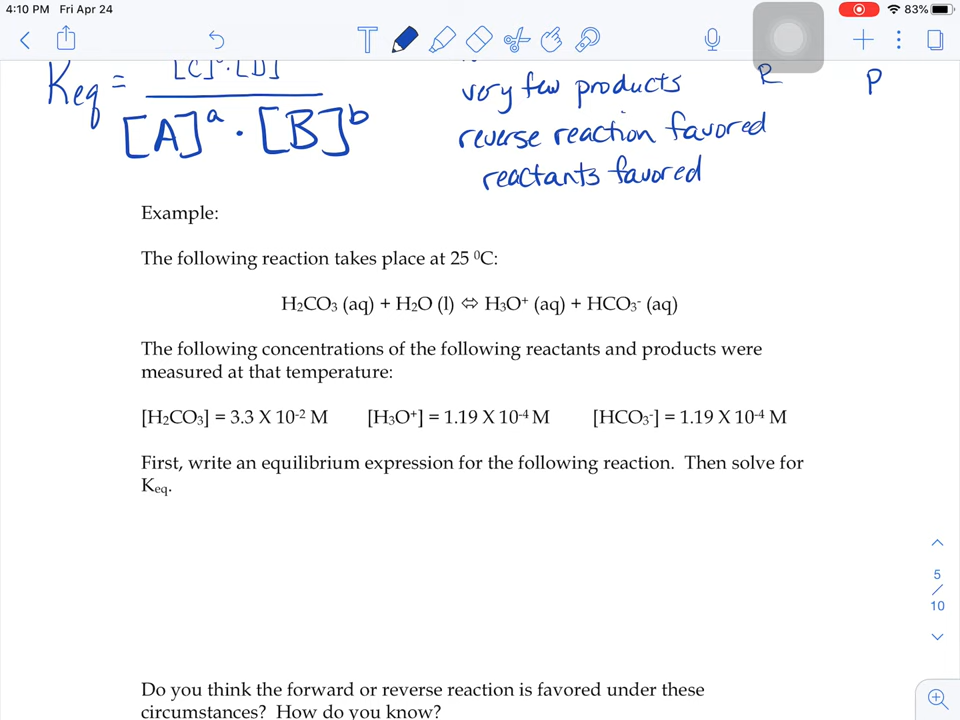 4:10 PM Fri Apr 24
83%
T
Keq = [C]ᶜ · [D]
[A]ᵃ · [B]ᵇ
very few products
R P
reverse reaction favored
reactants favored
Example:
The following reaction takes place at 25 ⁰C:
H₂CO₃ (aq) + H₂O (l) ⇔ H₃O⁺ (aq) + HCO₃⁻ (aq)
The following concentrations of the following reactants and products were
measured at that temperature:
[H₂CO₃] = 3.3 X 10⁻² M [H₃O⁺] = 1.19 X 10⁻⁴ M [HCO₃⁻] = 1.19 X 10⁻⁴ M
First, write an equilibrium expression for the following reaction. Then solve for
Keq.
5
/
10
Do you think the forward or reverse reaction is favored under these
circumstances? How do you know?